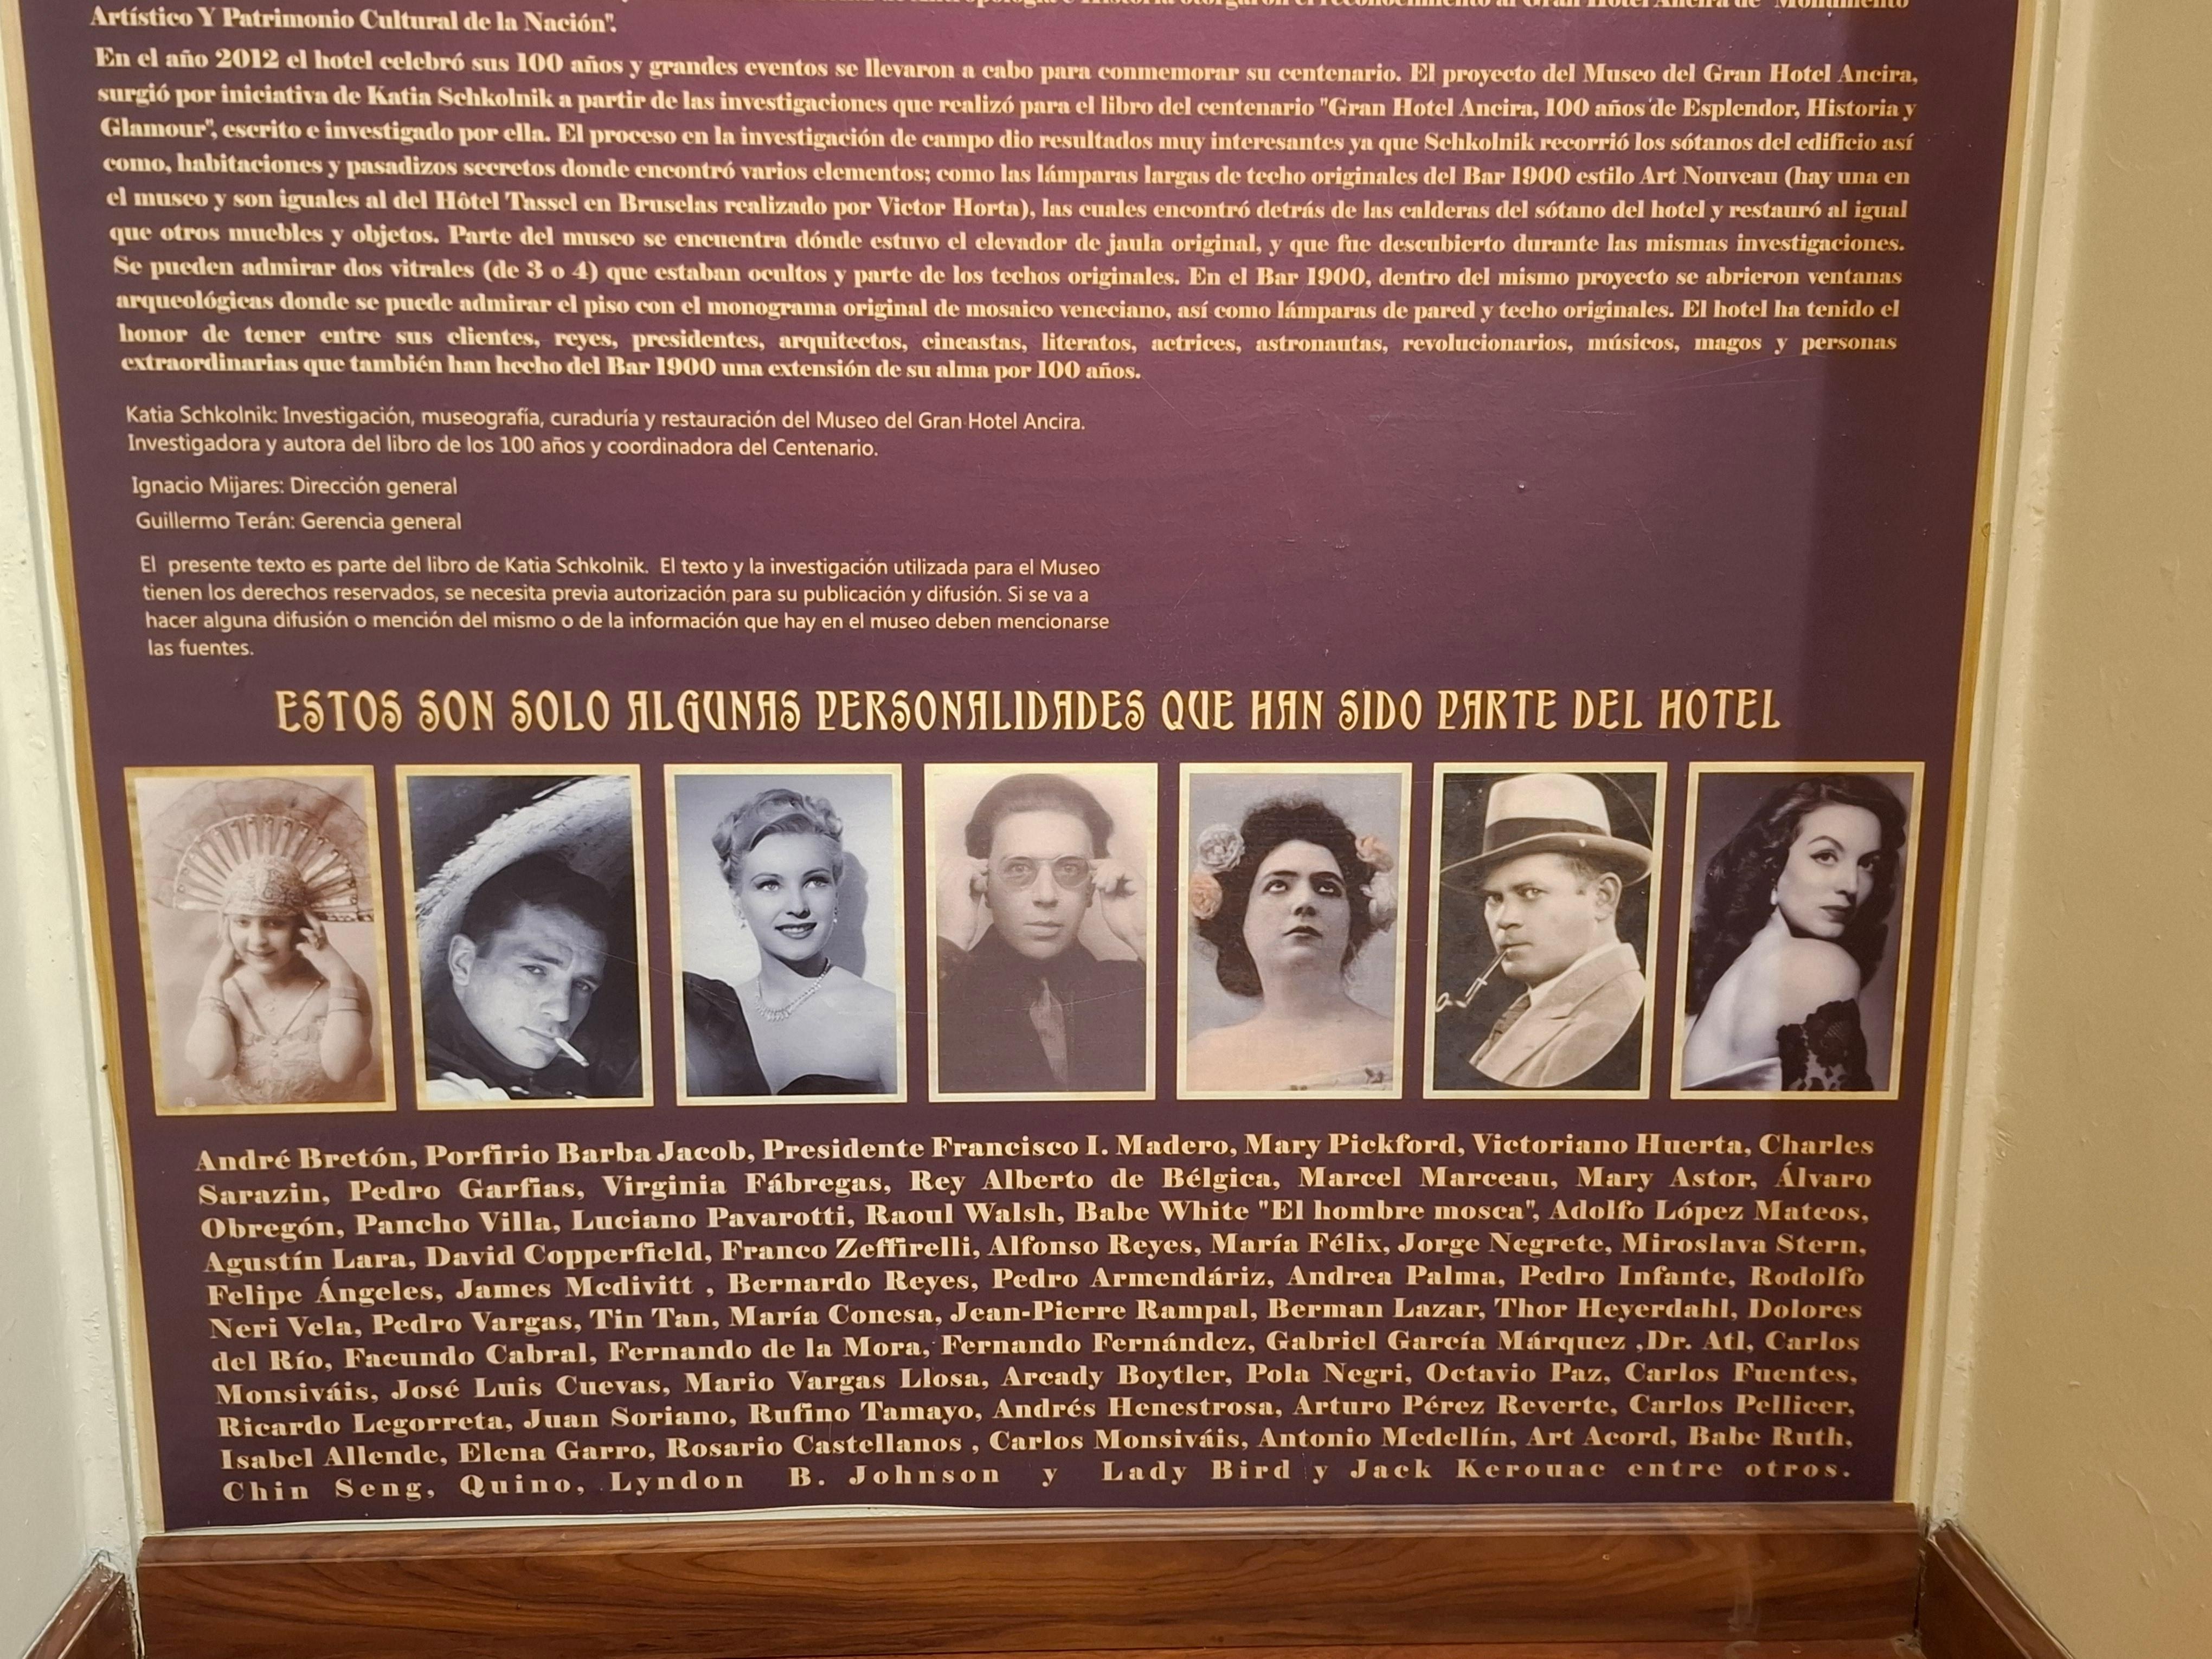 Artístico Y Patrimonio Cultural de la Nación".
En el año 2012 el hotel celebró sus 100 años y grandes eventos se llevaron a cabo para conmemorar su centenario. El proyecto del Museo del Gran Hotel Ancira,
surgió por iniciativa de Katia Schkolnik a partir de las investigaciones que realizó para el libro del centenario "Gran Hotel Ancira, 100 años de Esplendor, Historia y
Glamour", escrito e investigado por ella. El proceso en la investigación de campo dio resultados muy interesantes ya que Schkolnik recorrió los sótanos del edificio así
como, habitaciones y pasadizos secretos donde encontró varios elementos; como las lámparas largas de techo originales del Bar 1900 estilo Art Nouveau (hay una en
el museo y son iguales al del Hôtel Tassel en Bruselas realizado por Victor Horta), las cuales encontró detrás de las calderas del sótano del hotel y restauró al igual
que otros muebles y objetos. Parte del museo se encuentra dónde estuvo el elevador de jaula original, y que fue descubierto durante las mismas investigaciones.
Se pueden admirar dos vitrales (de 3 o 4) que estaban ocultos y parte de los techos originales. En el Bar 1900, dentro del mismo proyecto se abrieron ventanas
arqueológicas donde se puede admirar el piso con el monograma original de mosaico veneciano, así como lámparas de pared y techo originales. El hotel ha tenido el
honor de tener entre sus clientes, reyes, presidentes, arquitectos, cineastas, literatos, actrices, astronautas, revolucionarios, músicos, magos y personas
extraordinarias que también han hecho del Bar 1900 una extensión de su alma por 100 años.
Katia Schkolnik: Investigación, museografía, curaduría y restauración del Museo del Gran Hotel Ancira.
Investigadora y autora del libro de los 100 años y coordinadora del Centenario.
Ignacio Mijares: Dirección general
Guillermo Terán: Gerencia general
El presente texto es parte del libro de Katia Schkolnik. El texto y la investigación utilizada para el Museo
tienen los derechos reservados, se necesita previa autorización para su publicación y difusión. Si se va a
hacer alguna difusión o mención del mismo o de la información que hay en el museo deben mencionarse
las fuentes.
ESTOS SON SOLO ALGUNAS PERSONALIDADES QUE HAN SIDO PARTE DEL HOTEL
André Bretón, Porfirio Barba Jacob, Presidente Francisco I. Madero, Mary Pickford, Victoriano Huerta, Charles
Sarazin, Pedro Garfias, Virginia Fábregas, Rey Alberto de Bélgica, Marcel Marceau, Mary Astor, Álvaro
Obregón, Pancho Villa, Luciano Pavarotti, Raoul Walsh, Babe White "El hombre mosca", Adolfo López Mateos,
Agustín Lara, David Copperfield, Franco Zeffirelli, Alfonso Reyes, María Félix, Jorge Negrete, Miroslava Stern,
Felipe Ángeles, James Mcdivitt , Bernardo Reyes, Pedro Armendáriz, Andrea Palma, Pedro Infante, Rodolfo
Neri Vela, Pedro Vargas, Tin Tan, María Conesa, Jean-Pierre Rampal, Berman Lazar, Thor Heyerdahl, Dolores
del Río, Facundo Cabral, Fernando de la Mora, Fernando Fernández, Gabriel García Márquez ,Dr. Atl, Carlos
Monsiváis, José Luis Cuevas, Mario Vargas Llosa, Arcady Boytler, Pola Negri, Octavio Paz, Carlos Fuentes,
Ricardo Legorreta, Juan Soriano, Rufino Tamayo, Andrés Henestrosa, Arturo Pérez Reverte, Carlos Pellicer,
Isabel Allende, Elena Garro, Rosario Castellanos , Carlos Monsiváis, Antonio Medellín, Art Acord, Babe Ruth,
Chin Seng, Quino, Lyndon B. Johnson y Lady Bird y Jack Kerouac entre otros.